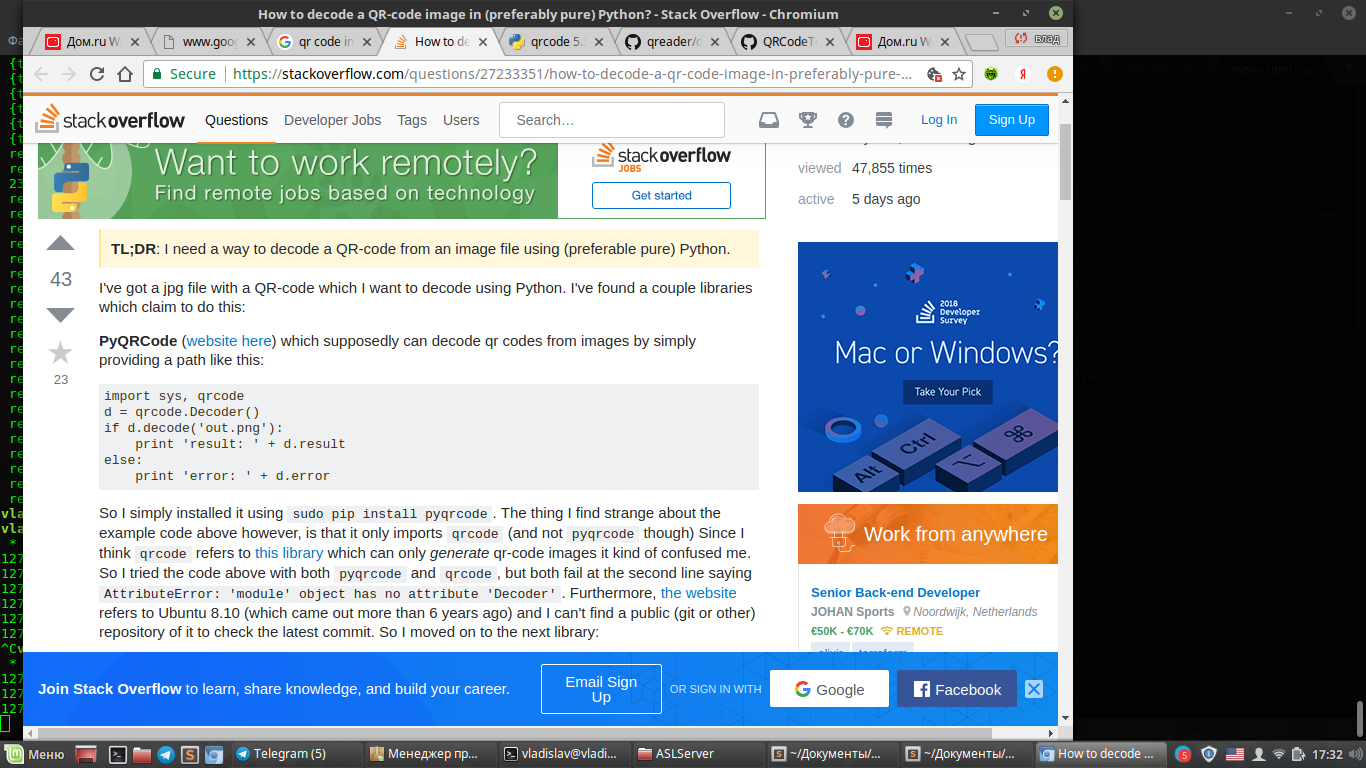 How to decode a QR-code image in (preferably pure) Python? - Stack Overflow - Chromium
Дом.ru W
www.goo
qr code in
How to de
qrcode 5.
qreader/d
QRCodeT
Дом.ru W
влад
Secure
https://stackoverflow.com/questions/27233351/how-to-decode-a-qr-code-image-in-preferably-pure-...
stackoverflow
Questions
Developer Jobs
Tags
Users
Search…
Log In
Sign Up
Want to work remotely?
Find remote jobs based on technology
stackoverflow
JOBS
Get started
viewed 47,855 times
active 5 days ago
43
23
TL;DR: I need a way to decode a QR-code from an image file using (preferable pure) Python.
I've got a jpg file with a QR-code which I want to decode using Python. I've found a couple libraries
which claim to do this:
PyQRCode (website here) which supposedly can decode qr codes from images by simply
providing a path like this:
import sys, qrcode
d = qrcode.Decoder()
if d.decode('out.png'):
    print 'result: ' + d.result
else:
    print 'error: ' + d.error
So I simply installed it using sudo pip install pyqrcode. The thing I find strange about the
example code above however, is that it only imports qrcode (and not pyqrcode though) Since I
think qrcode refers to this library which can only generate qr-code images it kind of confused me.
So I tried the code above with both pyqrcode and qrcode, but both fail at the second line saying
AttributeError: 'module' object has no attribute 'Decoder'. Furthermore, the website
refers to Ubuntu 8.10 (which came out more than 6 years ago) and I can't find a public (git or other)
repository of it to check the latest commit. So I moved on to the next library:
2018
Developer
Survey
Mac or Windows?
Take Your Pick
Alt
Ctrl
Work from anywhere
Senior Back-end Developer
JOHAN Sports Noordwijk, Netherlands
€50K - €70K REMOTE
Join Stack Overflow to learn, share knowledge, and build your career.
Email Sign
Up
OR SIGN IN WITH
Google
Facebook
Меню
Telegram (5)
Менеджер пр...
vladislav@vladi...
ASLServer
~/Документы/...
~/Документы/...
How to decode ...
17:32